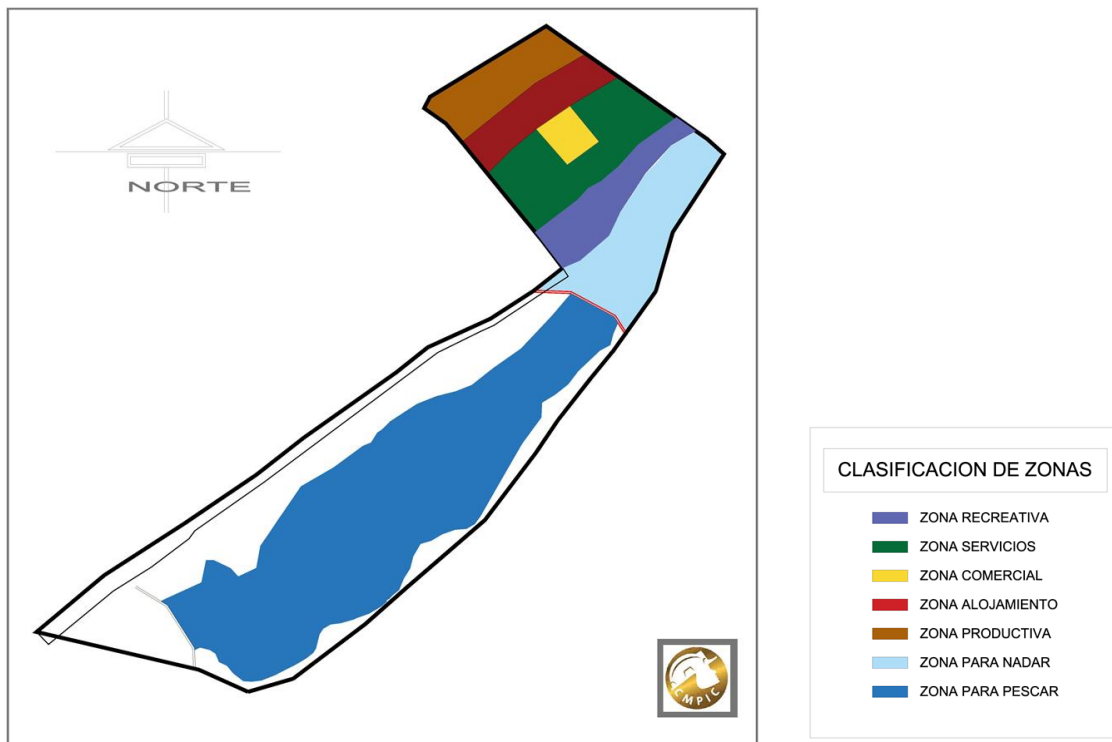 NORTE
CMPIC
CLASIFICACION DE ZONAS
ZONA RECREATIVA
ZONA SERVICIOS
ZONA COMERCIAL
ZONA ALOJAMIENTO
ZONA PRODUCTIVA
ZONA PARA NADAR
ZONA PARA PESCAR